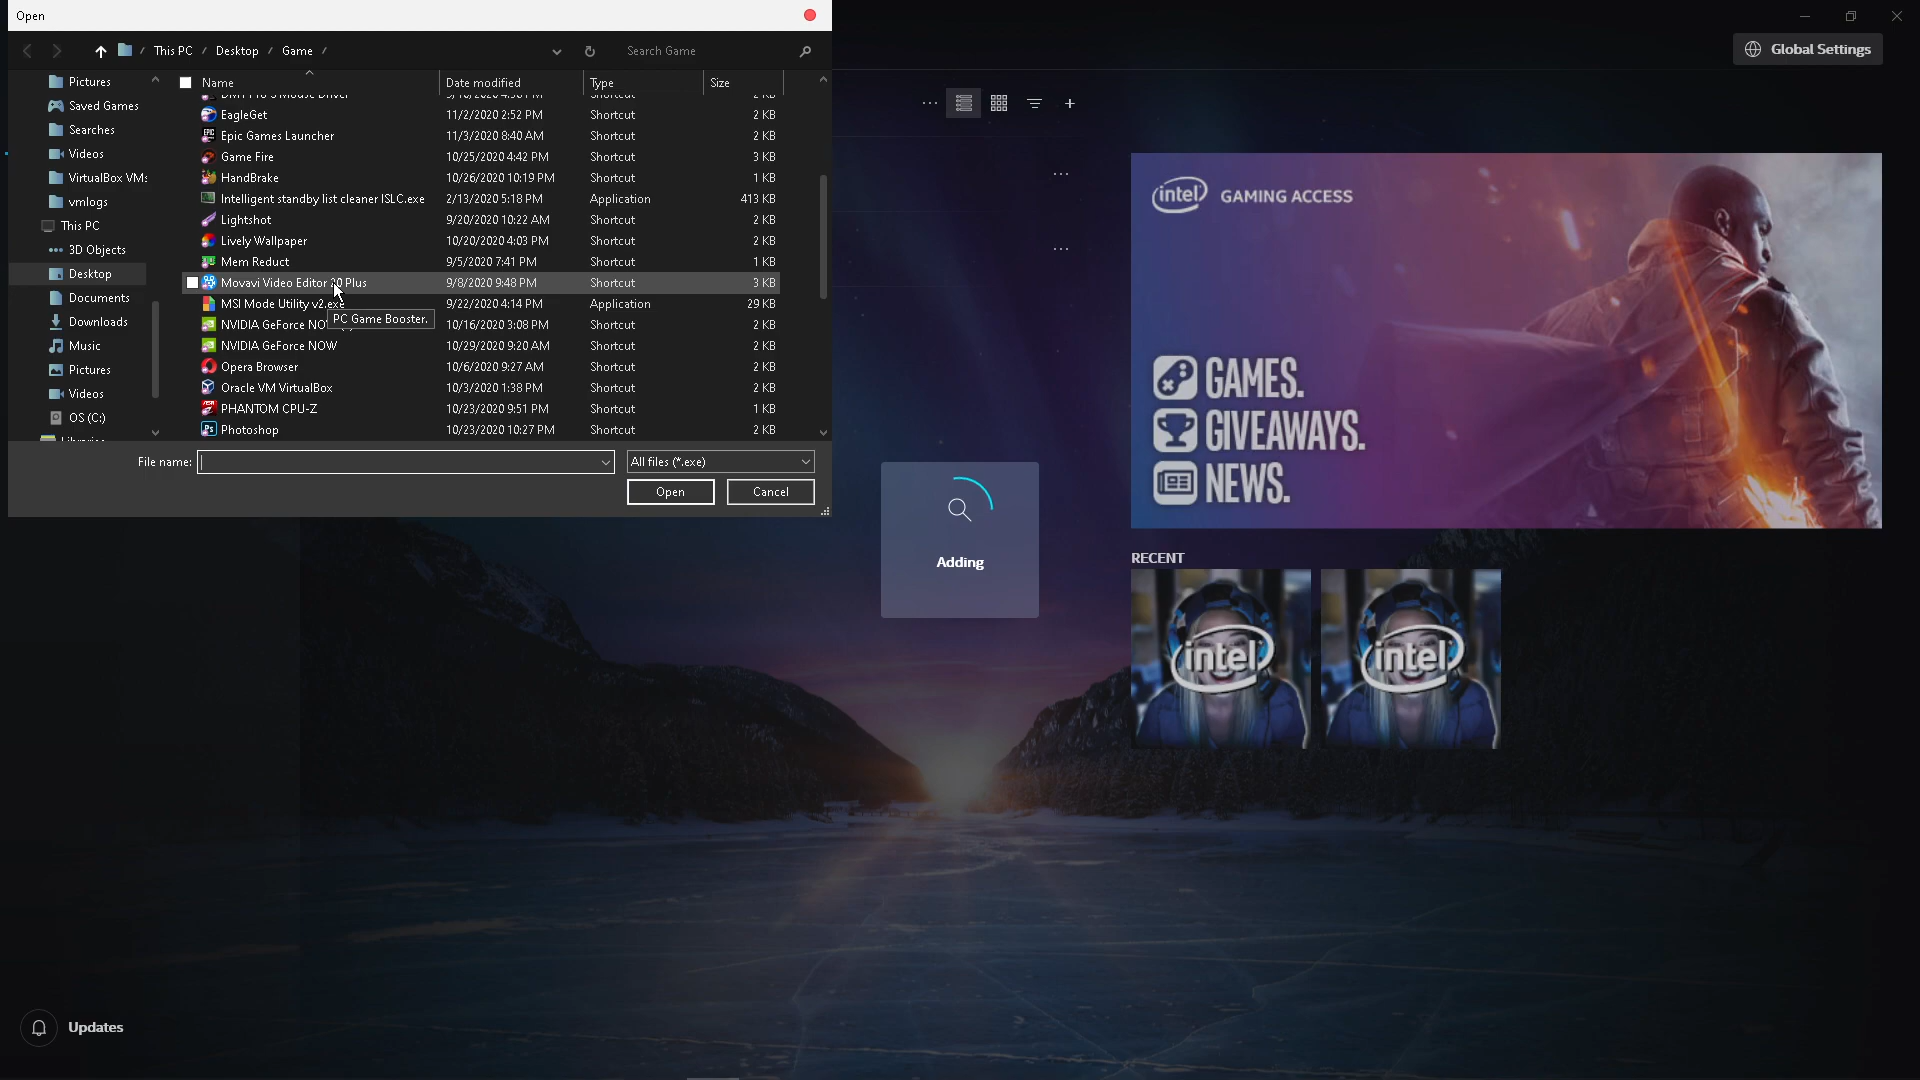 Open
This PC / Desktop / Game /
Search Game
Global Settings
Name Date modified Type Size
Pictures
Saved Games
Searches
Videos
VirtualBox VMs
vmlogs
This PC
3D Objects
Desktop
Documents
Downloads
Music
Pictures
Videos
OS (C:)
EagleGet 11/2/2020 2:52 PM Shortcut 2 KB
Epic Games Launcher 11/3/2020 8:40 AM Shortcut 2 KB
Game Fire 10/25/2020 4:42 PM Shortcut 3 KB
HandBrake 10/26/2020 10:19 PM Shortcut 1 KB
Intelligent standby list cleaner ISLC.exe 2/13/2020 5:18 PM Application 413 KB
Lightshot 9/20/2020 10:22 AM Shortcut 2 KB
Lively Wallpaper 10/20/2020 4:03 PM Shortcut 2 KB
Mem Reduct 9/5/2020 7:41 PM Shortcut 1 KB
Movavi Video Editor 20 Plus 9/8/2020 9:48 PM Shortcut 3 KB
MSI Mode Utility v2.exe 9/22/2020 4:14 PM Application 29 KB
PC Game Booster.
NVIDIA GeForce 10/16/2020 3:08 PM Shortcut 2 KB
NVIDIA GeForce NOW 10/29/2020 9:20 AM Shortcut 2 KB
Opera Browser 10/6/2020 9:27 AM Shortcut 2 KB
Oracle VM VirtualBox 10/3/2020 1:38 PM Shortcut 2 KB
PHANTOM CPU-Z 10/23/2020 9:51 PM Shortcut 1 KB
Photoshop 10/23/2020 10:27 PM Shortcut 2 KB
File name: All files (*.exe)
Open Cancel
intel GAMING ACCESS
GAMES.
GIVEAWAYS.
NEWS.
Adding
RECENT
intel
intel
Updates